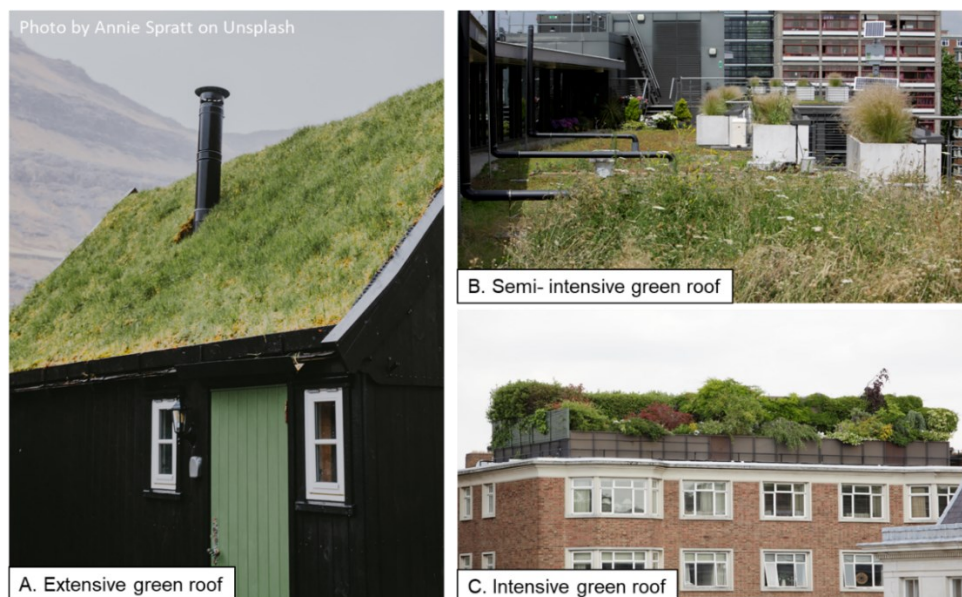 Photo by Annie Spratt on Unsplash
A. Extensive green roof
B. Semi- intensive green roof
C. Intensive green roof